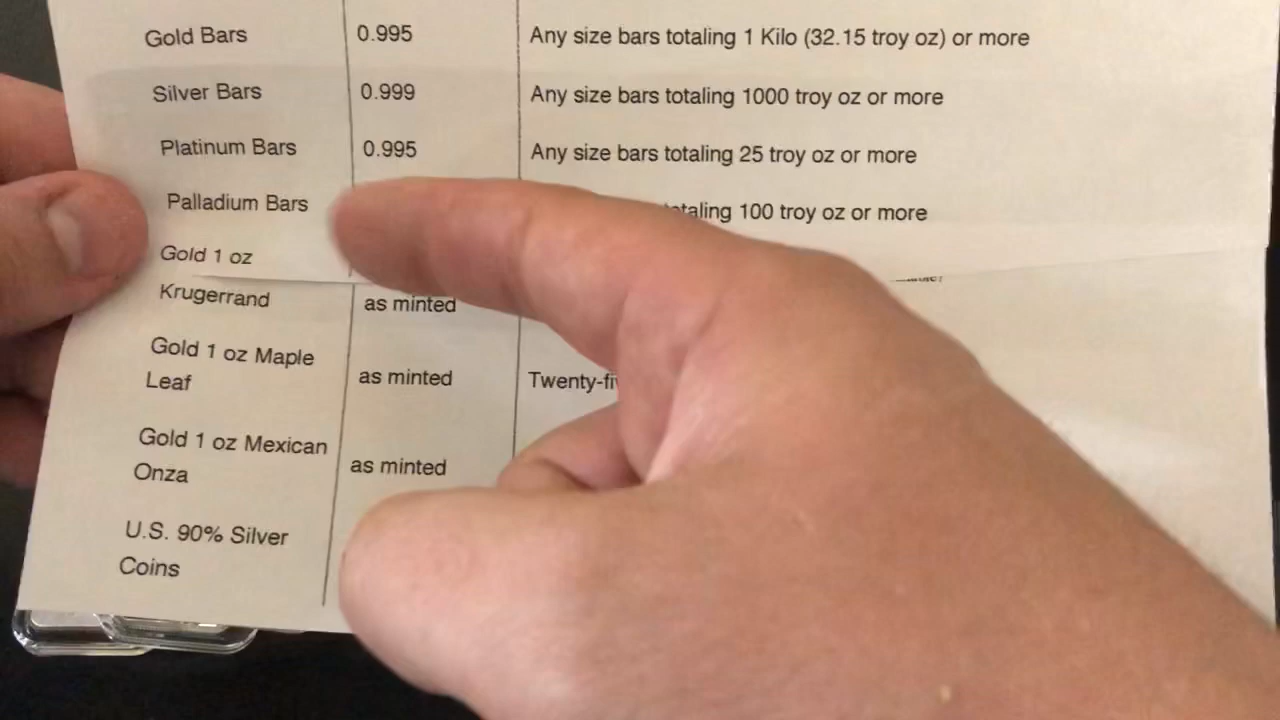 Gold Bars 0.995 Any size bars totaling 1 Kilo (32.15 troy oz) or more
Silver Bars 0.999 Any size bars totaling 1000 troy oz or more
Platinum Bars 0.995 Any size bars totaling 25 troy oz or more
Palladium Bars taling 100 troy oz or more
Gold 1 oz
Krugerrand as minted
Gold 1 oz Maple
Leaf as minted Twenty-fi
Gold 1 oz Mexican
Onza as minted
U.S. 90% Silver
Coins